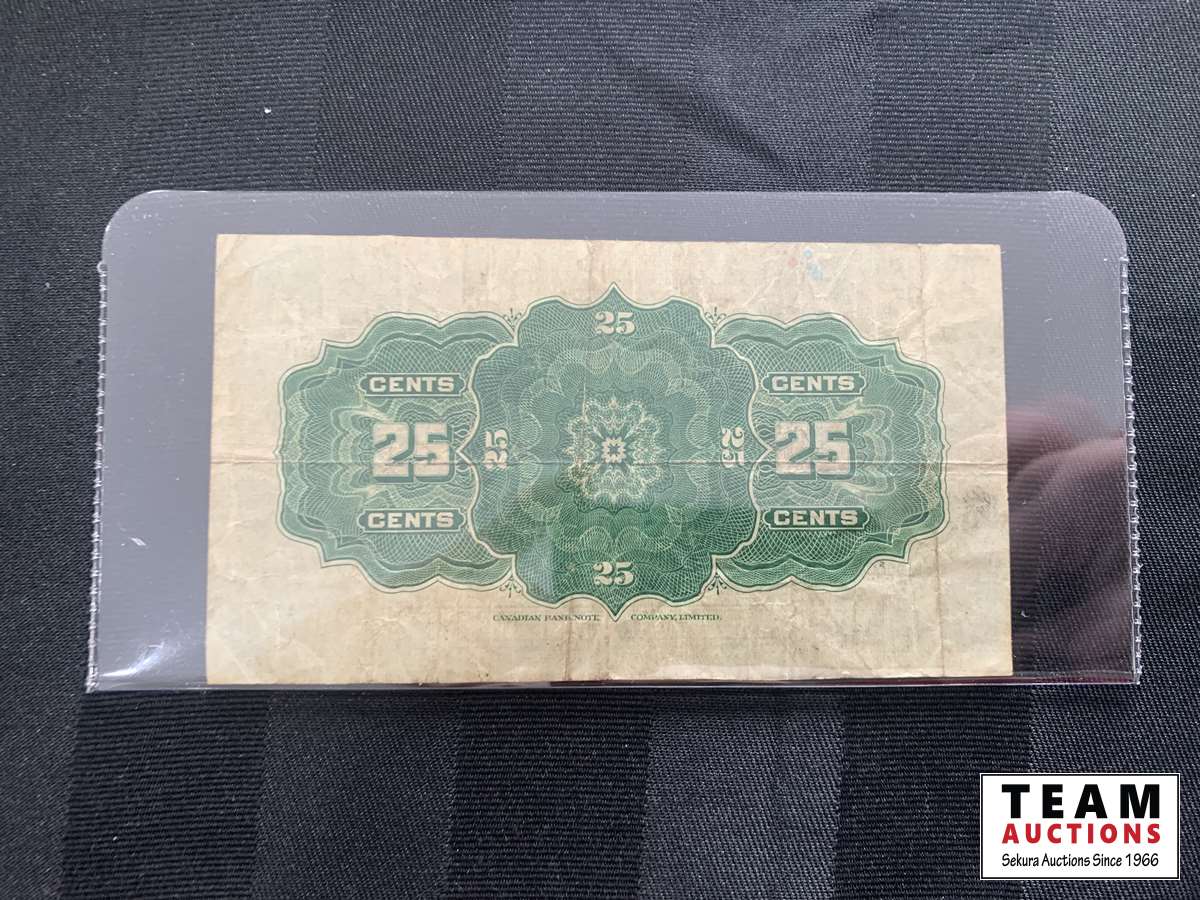 25
CENTS CENTS
25 25 25 25
CENTS CENTS
25
CANADIAN BANK NOTE COMPANY, LIMITED.
TEAM
AUCTIONS
Sekura Auctions Since 1966